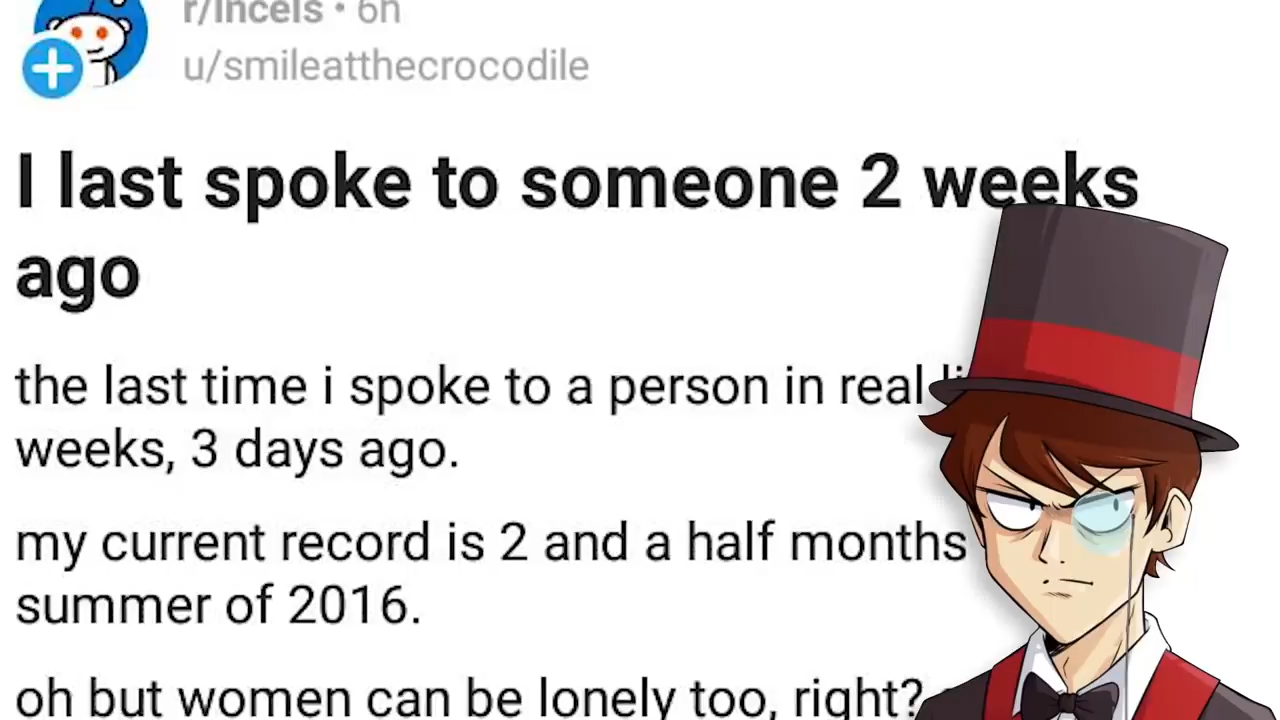 r/Incels • 6h
u/smileatthecrocodile
I last spoke to someone 2 weeks
ago
the last time i spoke to a person in real
weeks, 3 days ago.
my current record is 2 and a half months
summer of 2016.
oh but women can be lonely too, right?